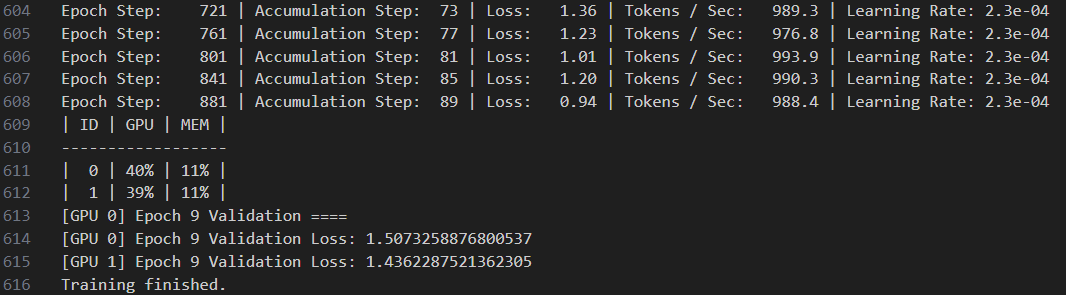 604 Epoch Step:    721 | Accumulation Step:  73 | Loss:   1.36 | Tokens / Sec:   989.3 | Learning Rate: 2.3e-04
605 Epoch Step:    761 | Accumulation Step:  77 | Loss:   1.23 | Tokens / Sec:   976.8 | Learning Rate: 2.3e-04
606 Epoch Step:    801 | Accumulation Step:  81 | Loss:   1.01 | Tokens / Sec:   993.9 | Learning Rate: 2.3e-04
607 Epoch Step:    841 | Accumulation Step:  85 | Loss:   1.20 | Tokens / Sec:   990.3 | Learning Rate: 2.3e-04
608 Epoch Step:    881 | Accumulation Step:  89 | Loss:   0.94 | Tokens / Sec:   988.4 | Learning Rate: 2.3e-04
609 | ID | GPU | MEM |
610 ------------------
611 |  0 | 40% | 11% |
612 |  1 | 39% | 11% |
613 [GPU 0] Epoch 9 Validation ====
614 [GPU 0] Epoch 9 Validation Loss: 1.5073258876800537
615 [GPU 1] Epoch 9 Validation Loss: 1.4362287521362305
616 Training finished.